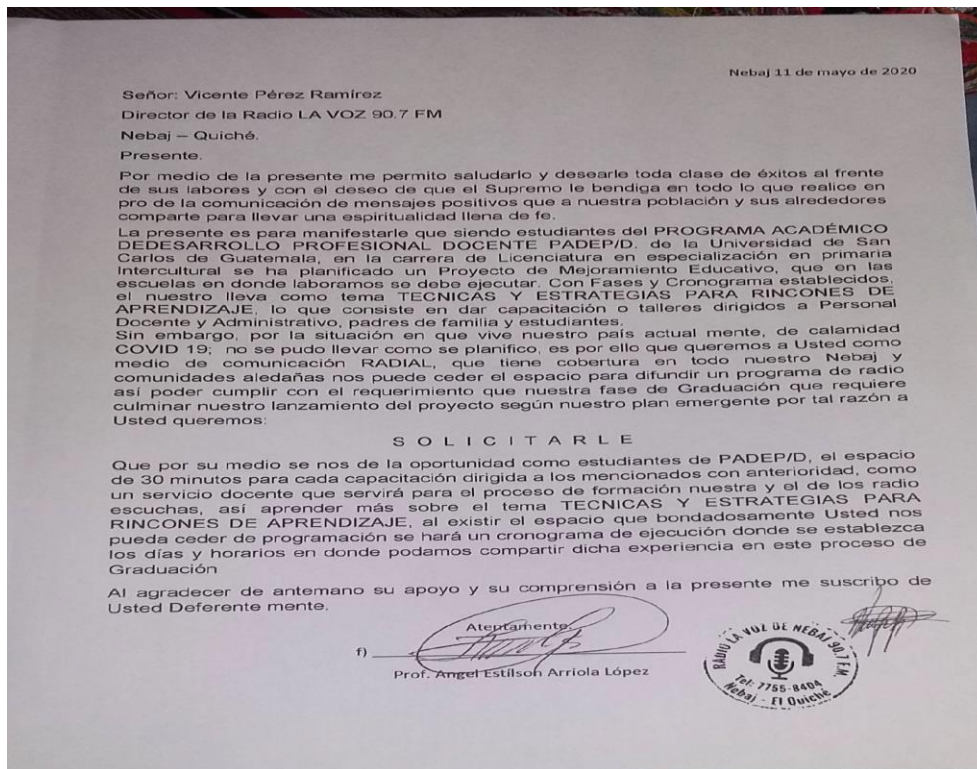 Nebaj 11 de mayo de 2020
Señor: Vicente Pérez Ramírez
Director de la Radio LA VOZ 90.7 FM
Nebaj – Quiché.
Presente.
Por medio de la presente me permito saludarlo y desearle toda clase de éxitos al frente
de sus labores y con el deseo de que el Supremo le bendiga en todo lo que realice en
pro de la comunicación de mensajes positivos que a nuestra población y sus alrededores
comparte para llevar una espiritualidad llena de fe.
La presente es para manifestarle que siendo estudiantes del PROGRAMA ACADÉMICO
DEDESARROLLO PROFESIONAL DOCENTE PADEP/D. de la Universidad de San
Carlos de Guatemala, en la carrera de Licenciatura en especialización en primaria
Intercultural se ha planificado un Proyecto de Mejoramiento Educativo, que en las
escuelas en donde laboramos se debe ejecutar. Con Fases y Cronograma establecidos,
el nuestro lleva como tema TECNICAS Y ESTRATEGIAS PARA RINCONES DE
APRENDIZAJE, lo que consiste en dar capacitación o talleres dirigidos a Personal
Docente y Administrativo, padres de familia y estudiantes.
Sin embargo, por la situación en que vive nuestro país actual mente, de calamidad
COVID 19; no se pudo llevar como se planifico, es por ello que queremos a Usted como
medio de comunicación RADIAL, que tiene cobertura en todo nuestro Nebaj y
comunidades aledañas nos puede ceder el espacio para difundir un programa de radio
así poder cumplir con el requerimiento que nuestra fase de Graduación que requiere
culminar nuestro lanzamiento del proyecto según nuestro plan emergente por tal razón a
Usted queremos:
S O L I C I T A R L E
Que por su medio se nos de la oportunidad como estudiantes de PADEP/D, el espacio
de 30 minutos para cada capacitación dirigida a los mencionados con anterioridad, como
un servicio docente que servirá para el proceso de formación nuestra y el de los radio
escuchas, así aprender más sobre el tema TECNICAS Y ESTRATEGIAS PARA
RINCONES DE APRENDIZAJE, al existir el espacio que bondadosamente Usted nos
pueda ceder de programación se hará un cronograma de ejecución donde se establezca
los días y horarios en donde podamos compartir dicha experiencia en este proceso de
Graduación
Al agradecer de antemano su apoyo y su comprensión a la presente me suscribo de
Usted Deferente mente.
Atentamente.
f)
Prof. Angel Estilson Arriola López
RADIO LA VOZ DE NEBAJ 90.7 F.M.
Tel: 7755-8404
Nebaj - El Quiché